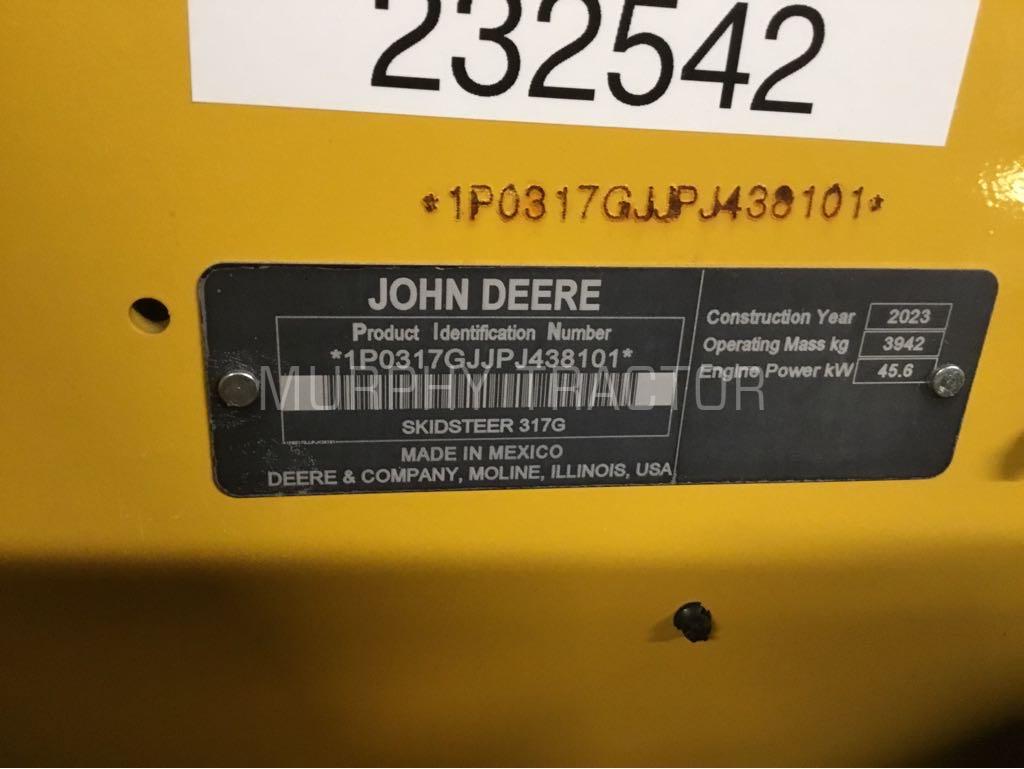 232542
*1P0317GJJPJ438101*
JOHN DEERE
Product Identification Number
*1P0317GJJPJ438101*
SKIDSTEER 317G
MADE IN MEXICO
DEERE & COMPANY, MOLINE, ILLINOIS, USA
Construction Year 2023
Operating Mass kg 3942
Engine Power kW 45.6
MURPHY TRACTOR